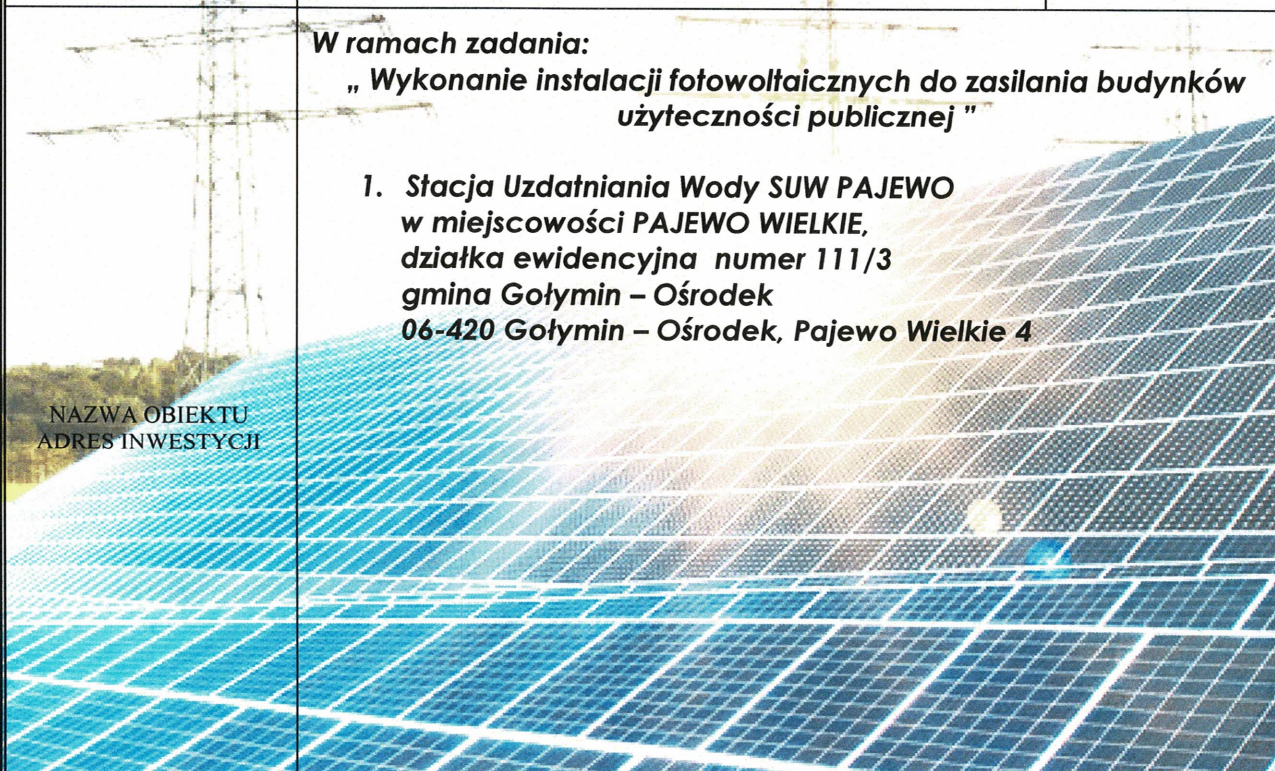 W ramach zadania:
„ Wykonanie instalacji fotowoltaicznych do zasilania budynków
użyteczności publicznej ”
1. Stacja Uzdatniania Wody SUW PAJEWO
w miejscowości PAJEWO WIELKIE,
działka ewidencyjna numer 111/3
gmina Gołymin – Ośrodek
06-420 Gołymin – Ośrodek, Pajewo Wielkie 4
NAZWA OBIEKTU
ADRES INWESTYCJI